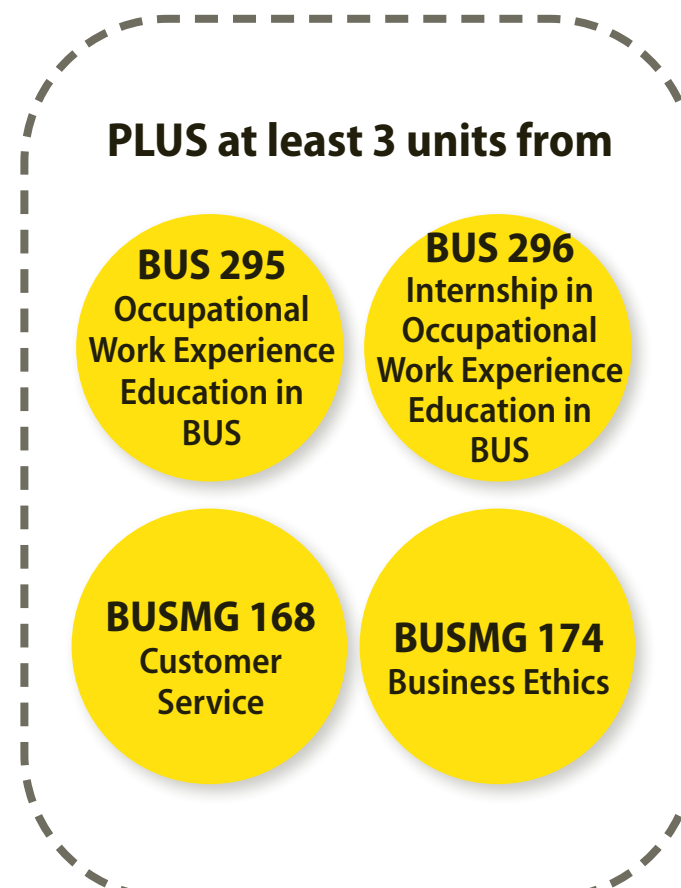 PLUS at least 3 units from
BUS 295
Occupational
Work Experience
Education in
BUS
BUS 296
Internship in
Occupational
Work Experience
Education in
BUS
BUSMG 168
Customer
Service
BUSMG 174
Business Ethics